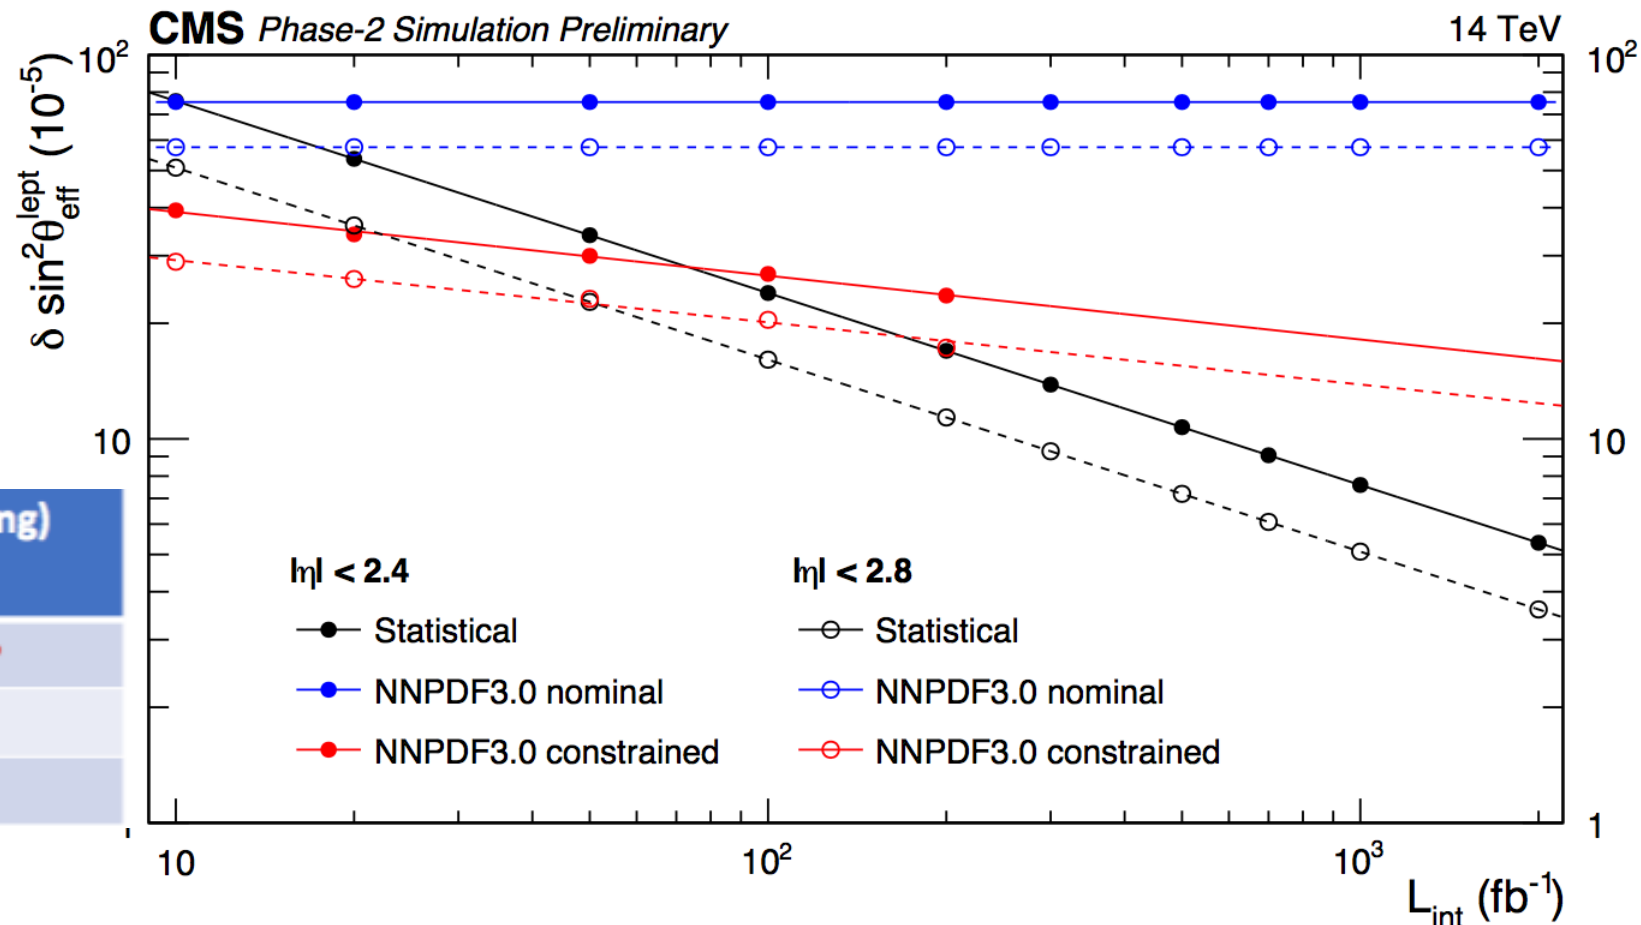 CMS Phase-2 Simulation Preliminary 14 TeV
10² 10²
δ sin²θ_eff^lept (10⁻⁵)
10 10
ng)
|η| < 2.4 |η| < 2.8
Statistical Statistical
NNPDF3.0 nominal NNPDF3.0 nominal
NNPDF3.0 constrained NNPDF3.0 constrained
1
10 10² 10³
L_int (fb⁻¹)